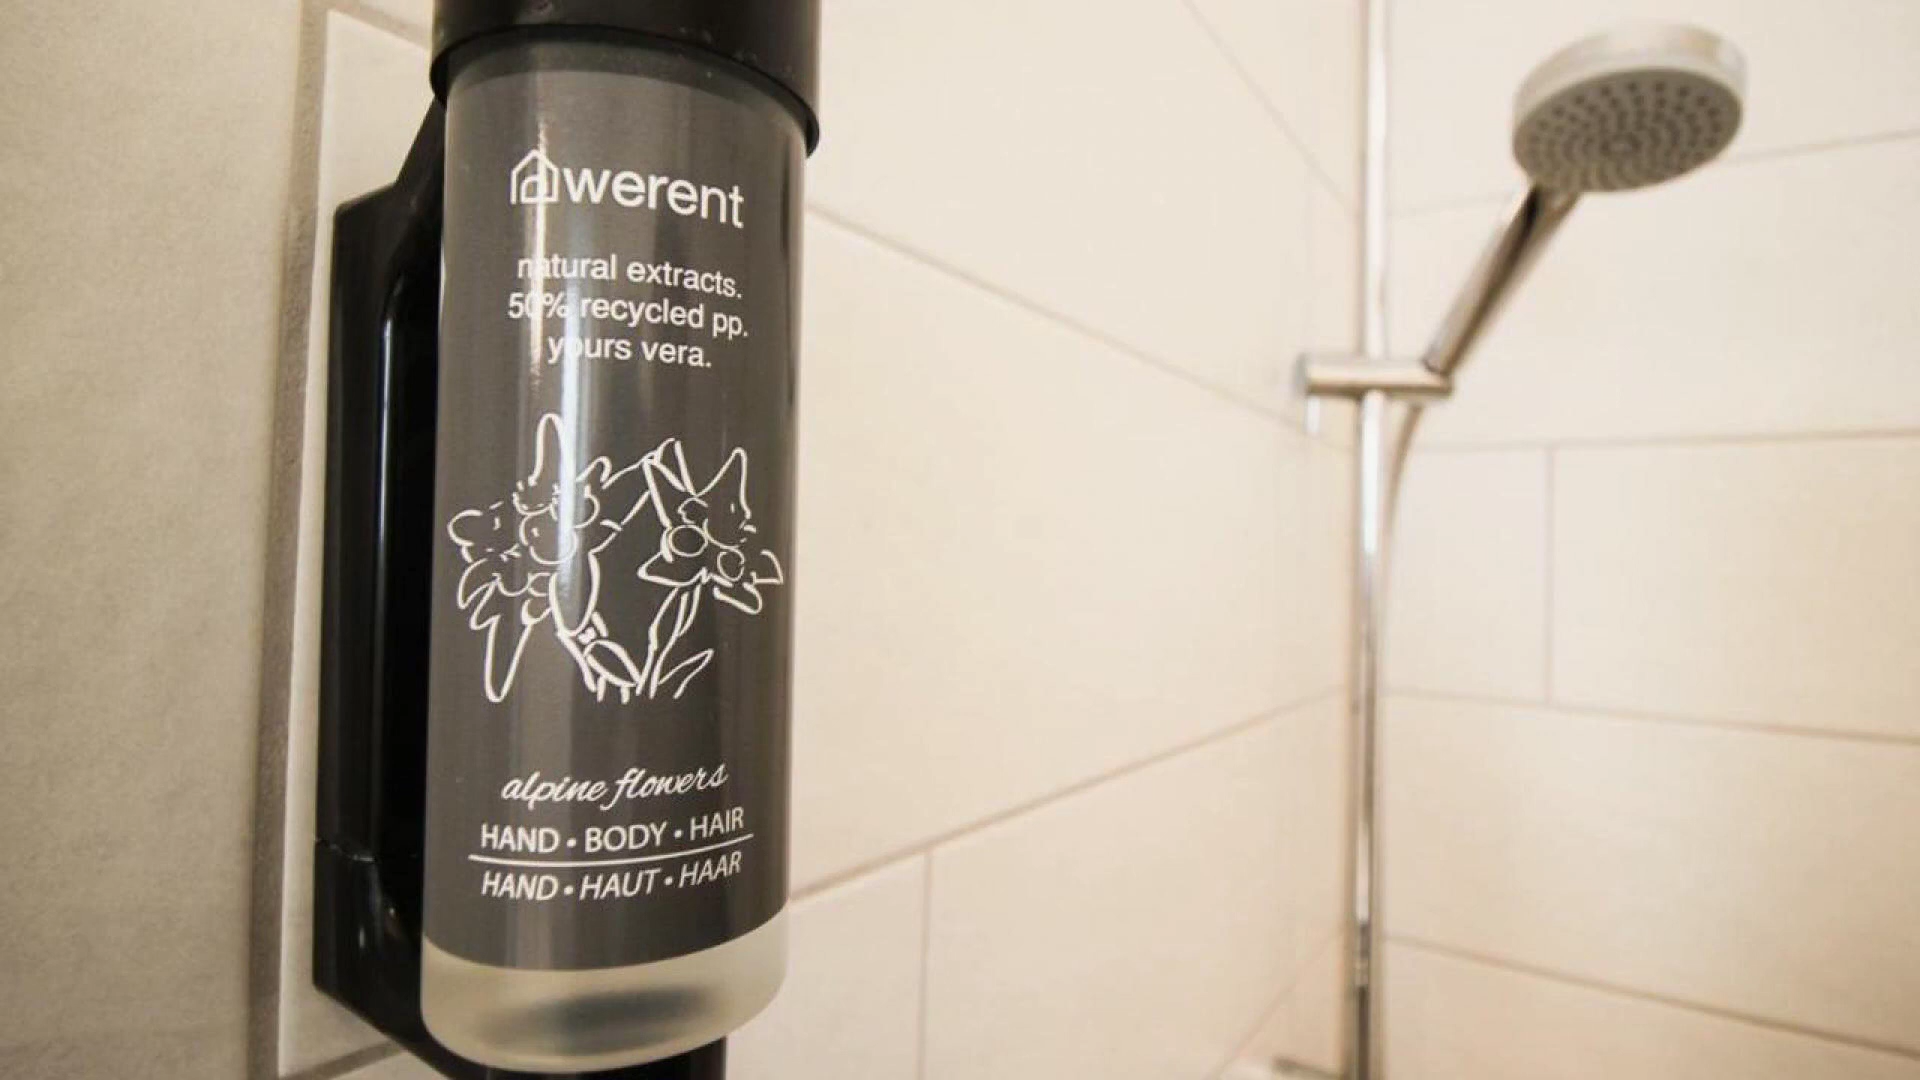 werent
natural extracts.
50% recycled pp.
yours vera.
alpine flowers
HAND • BODY • HAIR
HAND • HAUT • HAAR